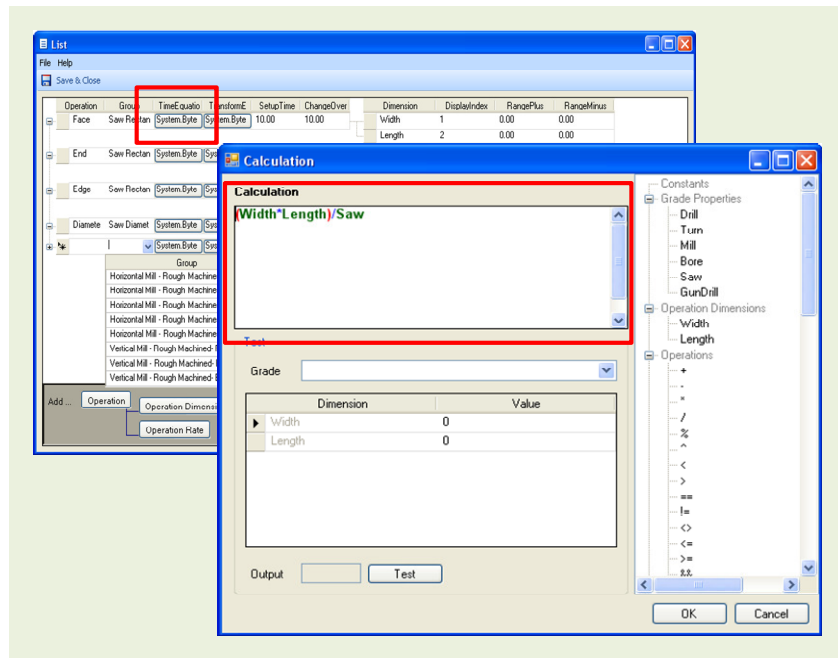 List
File Help
Save & Close
Operation Group TimeEquatio TransformE SetupTime ChangeOver Dimension DisplayIndex RangePlus RangeMinus
Face Saw Rectan System.Byte System.Byte 10.00 10.00 Width 1 0.00 0.00
Length 2 0.00 0.00
End Saw Rectan System.Byte Sys
Edge Saw Rectan System.Byte Sys
Diamete Saw Diamet System.Byte Sys
System.Byte Sys
Group
Horizontal Mill - Rough Machine
Horizontal Mill - Rough Machine
Horizontal Mill - Rough Machine
Horizontal Mill - Rough Machine
Horizontal Mill - Rough Machine
Vertical Mill - Rough Machined-
Vertical Mill - Rough Machined-
Vertical Mill - Rough Machined-
Add ... Operation Operation Dimensi
Operation Rate
Calculation
Calculation
(Width*Length)/Saw
Test
Grade
Dimension Value
Width 0
Length 0
Output Test
Constants
Grade Properties
Drill
Turn
Mill
Bore
Saw
GunDrill
Operation Dimensions
Width
Length
Operations
+
-
*
/
%
^
<
>
==
!=
<>
<=
>=
&&
OK Cancel